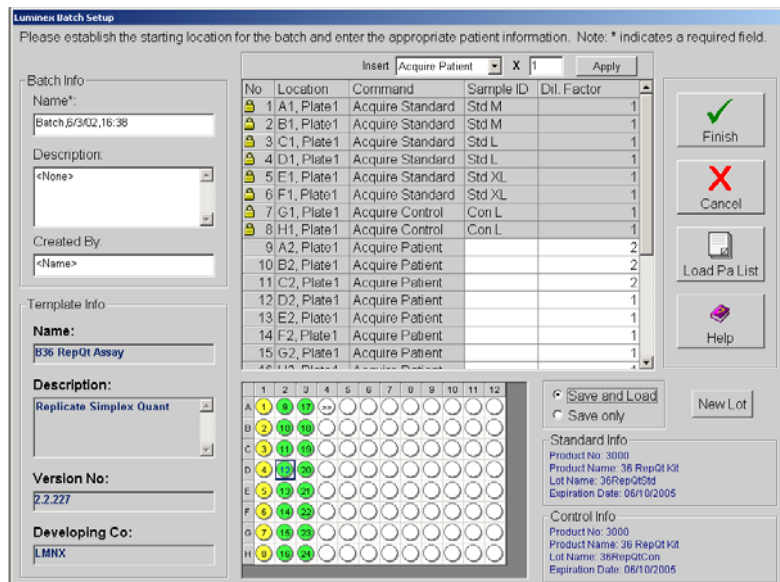 Luminex Batch Setup
Please establish the starting location for the batch and enter the appropriate patient information. Note: * indicates a required field.
Insert Acquire Patient X 1 Apply
Batch Info
Name*:
Batch,6/3/02,16:38
Description:
<None>
Created By:
<Name>
Template Info
Name:
B36 RepQt Assay
Description:
Replicate Simplex Quant
Version No:
2.2.227
Developing Co:
LMNX
No Location Command Sample ID Dil. Factor
1 A1, Plate1 Acquire Standard Std M 1
2 B1, Plate1 Acquire Standard Std M 1
3 C1, Plate1 Acquire Standard Std L 1
4 D1, Plate1 Acquire Standard Std L 1
5 E1, Plate1 Acquire Standard Std XL 1
6 F1, Plate1 Acquire Standard Std XL 1
7 G1, Plate1 Acquire Control Con L 1
8 H1, Plate1 Acquire Control Con L 1
9 A2, Plate1 Acquire Patient 2
10 B2, Plate1 Acquire Patient 2
11 C2, Plate1 Acquire Patient 2
12 D2, Plate1 Acquire Patient 1
13 E2, Plate1 Acquire Patient 1
14 F2, Plate1 Acquire Patient 1
15 G2, Plate1 Acquire Patient 1
Finish
Cancel
Load Pa List
Help
1 2 3 4 5 6 7 8 9 10 11 12
A 1 9 17 >>
B 2 10 18
C 3 11 19
D 4 12 20
E 5 13 21
F 6 14 22
G 7 15 23
H 8 16 24
Save and Load
Save only
New Lot
Standard Info
Product No: 3000
Product Name: 36 RepQt Kit
Lot Name: 36RepQtStd
Expiration Date: 06/10/2005
Control Info
Product No: 3000
Product Name: 36 RepQt Kit
Lot Name: 36RepQtCon
Expiration Date: 06/10/2005